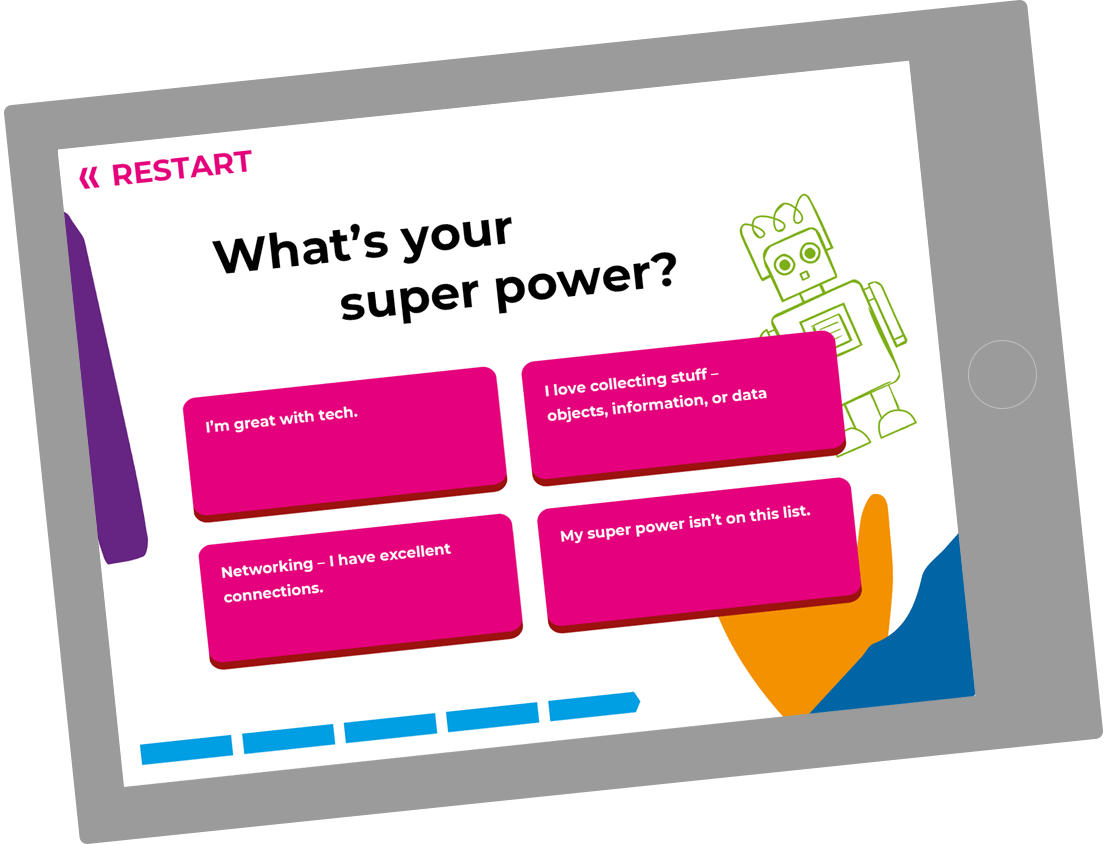 « RESTART
What’s your
super power?
I’m great with tech.
I love collecting stuff –
objects, information, or data
Networking – I have excellent
connections.
My super power isn’t on this list.